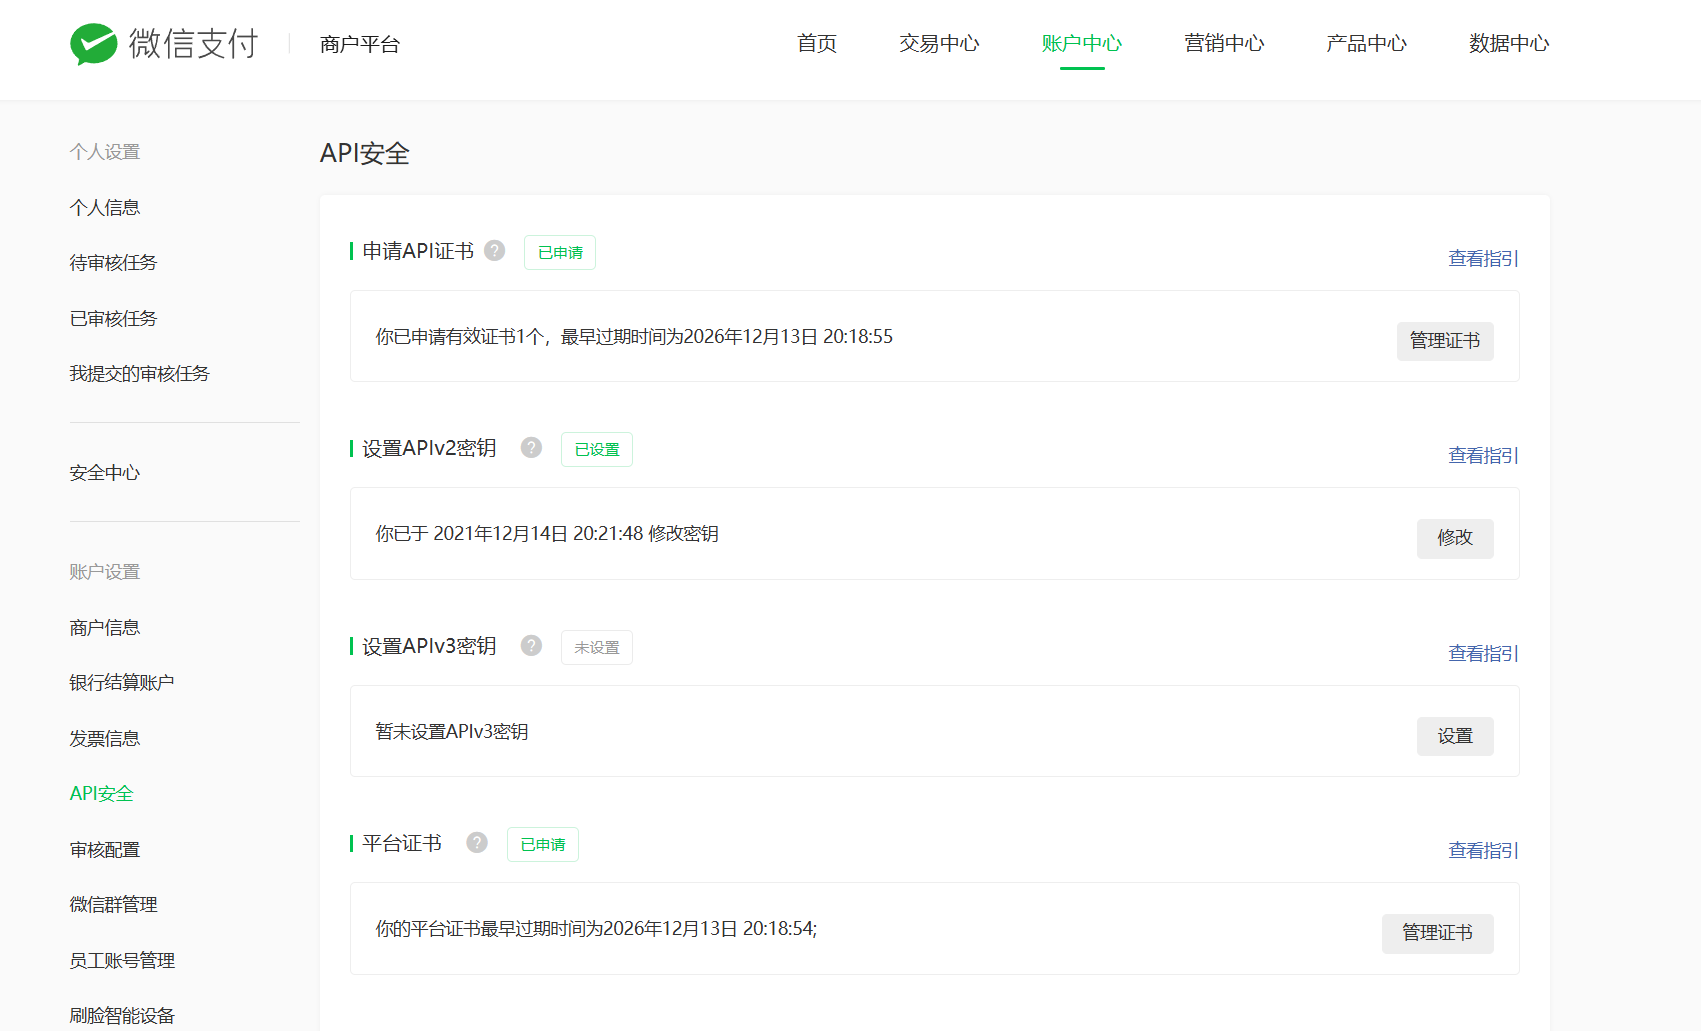 微信支付
商户平台
首页
交易中心
账户中心
营销中心
产品中心
数据中心
个人设置
个人信息
待审核任务
已审核任务
我提交的审核任务
安全中心
账户设置
商户信息
银行结算账户
发票信息
API安全
审核配置
微信群管理
员工账号管理
刷脸智能设备
API安全
申请API证书 ? 已申请
查看指引
你已申请有效证书1个，最早过期时间为2026年12月13日 20:18:55
管理证书
设置APIv2密钥 ? 已设置
查看指引
你已于 2021年12月14日 20:21:48 修改密钥
修改
设置APIv3密钥 ? 未设置
查看指引
暂未设置APIv3密钥
设置
平台证书 ? 已申请
查看指引
你的平台证书最早过期时间为2026年12月13日 20:18:54;
管理证书